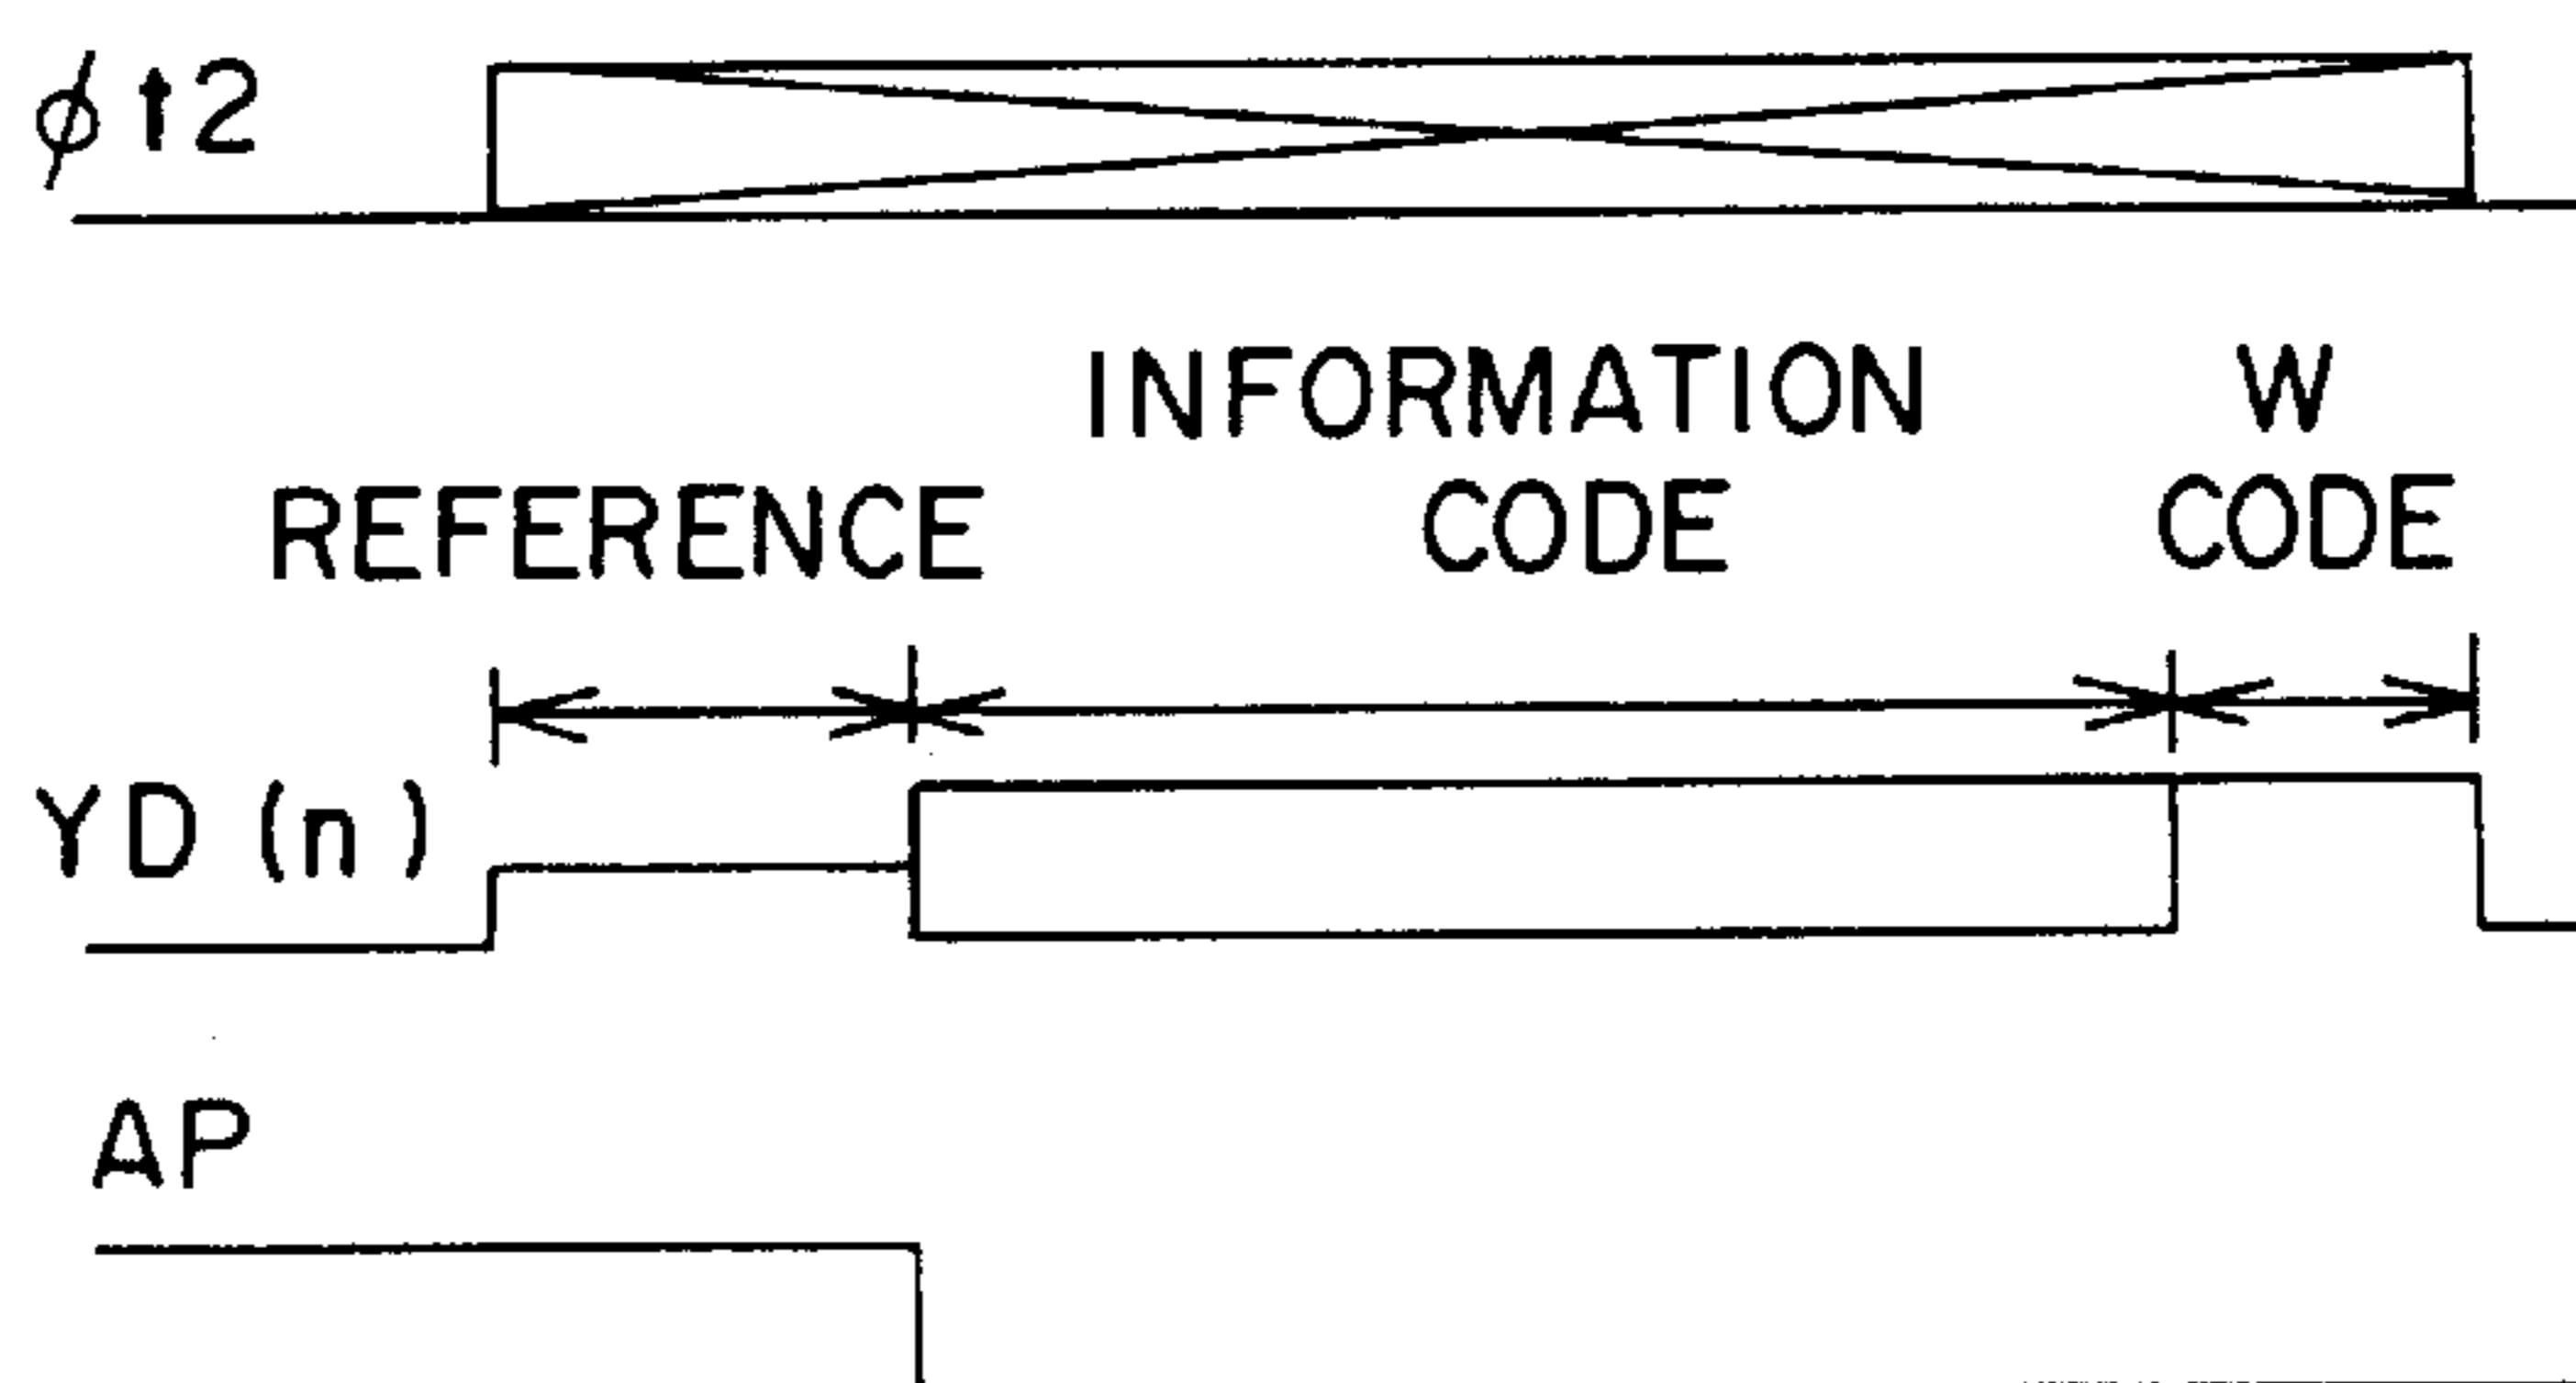 ϕt2
INFORMATION
CODE
W
CODE
REFERENCE
YD (n)
AP